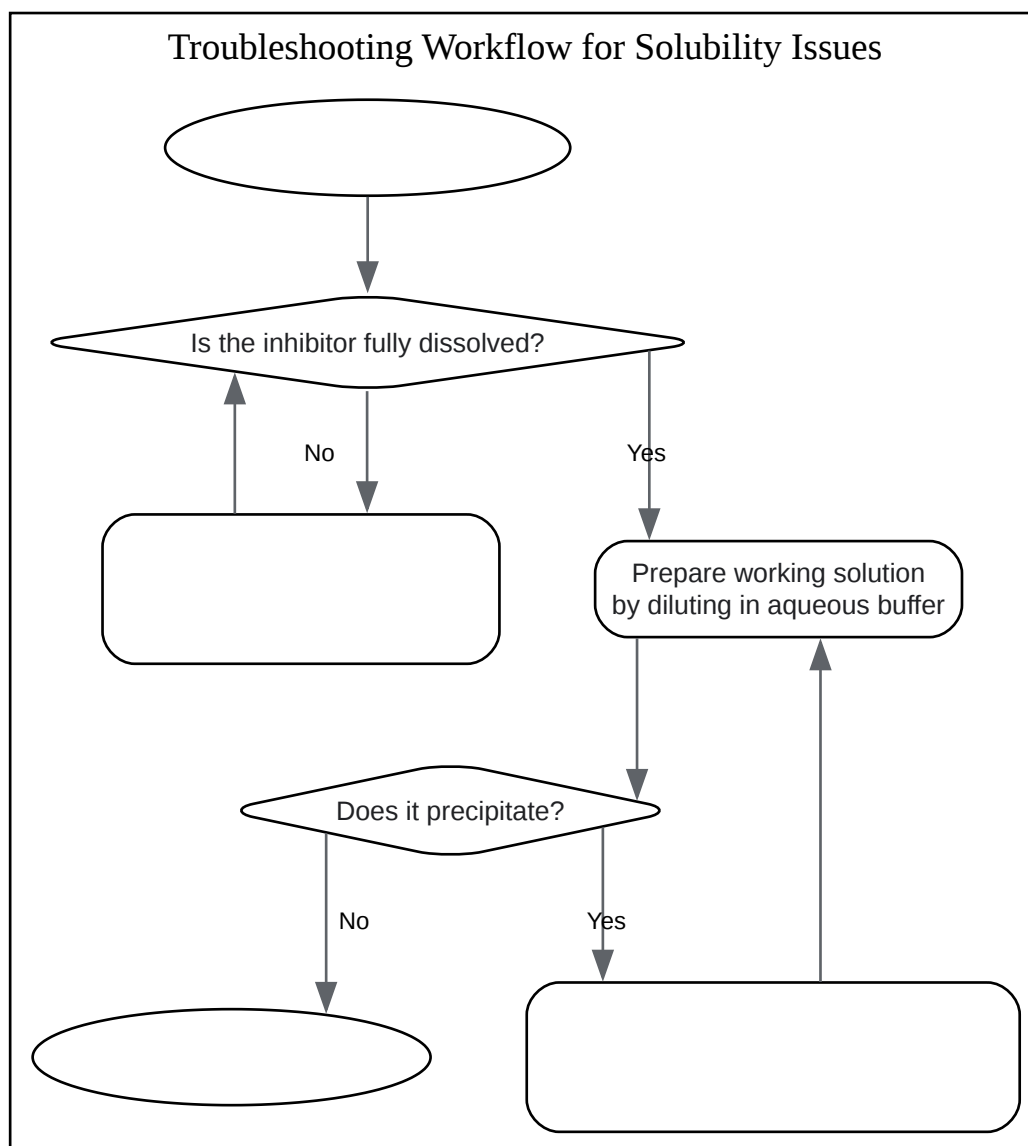 Troubleshooting Workflow for Solubility Issues
Is the inhibitor fully dissolved?
No
Yes
Prepare working solution
by diluting in aqueous buffer
Does it precipitate?
No
Yes